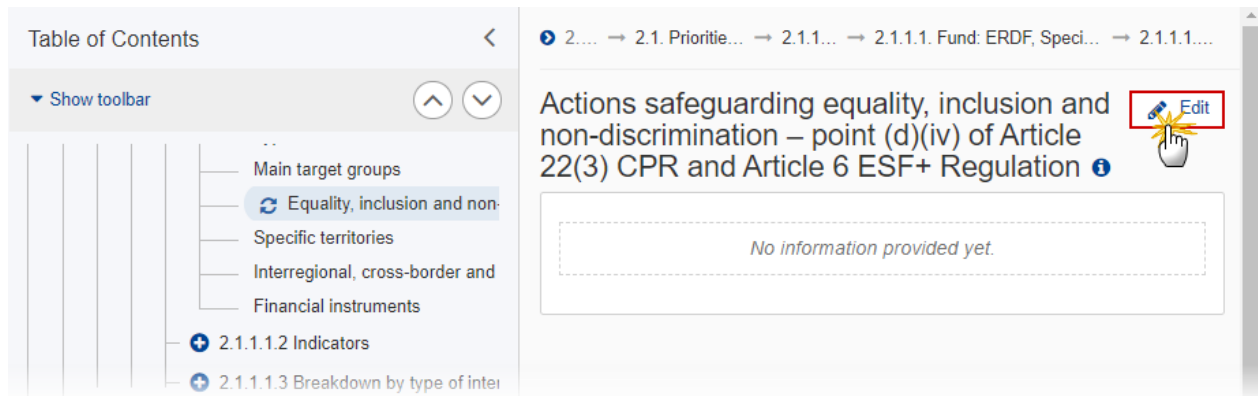 Table of Contents
Show toolbar
Main target groups
Equality, inclusion and non-
Specific territories
Interregional, cross-border and
Financial instruments
2.1.1.1.2 Indicators
2.1.1.1.3 Breakdown by type of inter
2.... → 2.1. Prioritie... → 2.1.1... → 2.1.1.1. Fund: ERDF, Speci... → 2.1.1.1....
Actions safeguarding equality, inclusion and
non-discrimination – point (d)(iv) of Article
22(3) CPR and Article 6 ESF+ Regulation
Edit
No information provided yet.